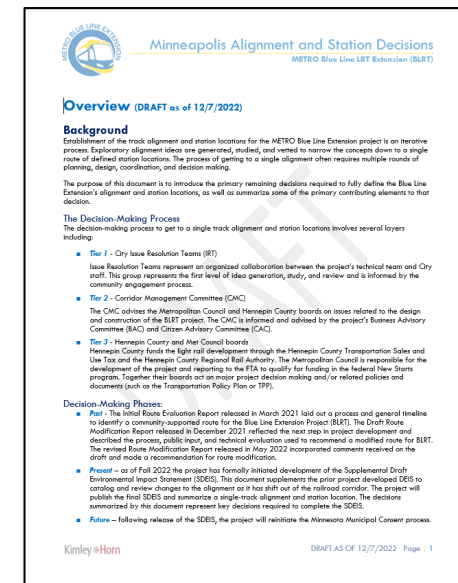 METRO BLUE LINE EXTENSION
Minneapolis Alignment and Station Decisions
METRO Blue Line LRT Extension (BLRT)
Overview (DRAFT as of 12/7/2022)
Background
Establishment of the track alignment and station locations for the METRO Blue Line Extension project is an iterative
process. Exploratory alignment ideas are generated, studied, and vetted to narrow the concepts down to a single
route of defined station locations. The process of getting to a single alignment often requires multiple rounds of
planning, design, coordination, and decision making.
The purpose of this document is to introduce the primary remaining decisions required to fully define the Blue Line
Extension's alignment and station locations, as well as summarize some of the primary contributing elements to that
decision.
The Decision-Making Process
The decision-making process to get to a single track alignment and station locations involves several layers
including:
■ Tier 1 - City Issue Resolution Teams (IRT)
Issue Resolution Teams represent an organized collaboration between the project's technical team and City
staff. This group represents the first level of idea generation, study, and review and is informed by the
community engagement process.
■ Tier 2 - Corridor Management Committee (CMC)
The CMC advises the Metropolitan Council and Hennepin County boards on issues related to the design
and construction of the BLRT project. The CMC is informed and advised by the project's Business Advisory
Committee (BAC) and Citizen Advisory Committee (CAC).
■ Tier 3 - Hennepin County and Met Council boards
Hennepin County funds the light rail development through the Hennepin County Transportation Sales and
Use Tax and the Hennepin County Regional Rail Authority. The Metropolitan Council is responsible for the
development of the project and reporting to the FTA to qualify for funding in the federal New Starts
program. Together their boards act on major project decision making and/or related policies and
documents (such as the Transportation Policy Plan or TPP).
Decision-Making Phases:
■ Past - The Initial Route Evaluation Report released in March 2021 laid out a process and general timeline
to identify a community-supported route for the Blue Line Extension Project (BLRT). The Draft Route
Modification Report released in December 2021 reflected the next step in project development and
described the process, public input, and technical evaluation used to recommend a modified route for BLRT.
The revised Route Modification Report released in May 2022 incorporated comments received on the
draft and made a recommendation for route modification.
■ Present – as of Fall 2022 the project has formally initiated development of the Supplemental Draft
Environmental Impact Statement (SDEIS). This document supplements the prior project developed DEIS to
catalog and review changes to the alignment as it has shift out of the railroad corridor. The project will
publish the final SDEIS and summarize a single-track alignment and station location. The decisions
summarized by this document represent key decisions required to complete the SDEIS.
■ Future – following release of the SDEIS, the project will reinitiate the Minnesota Municipal Consent process.
DRAFT
Kimley»Horn
DRAFT AS OF 12/7/2022 Page | 1